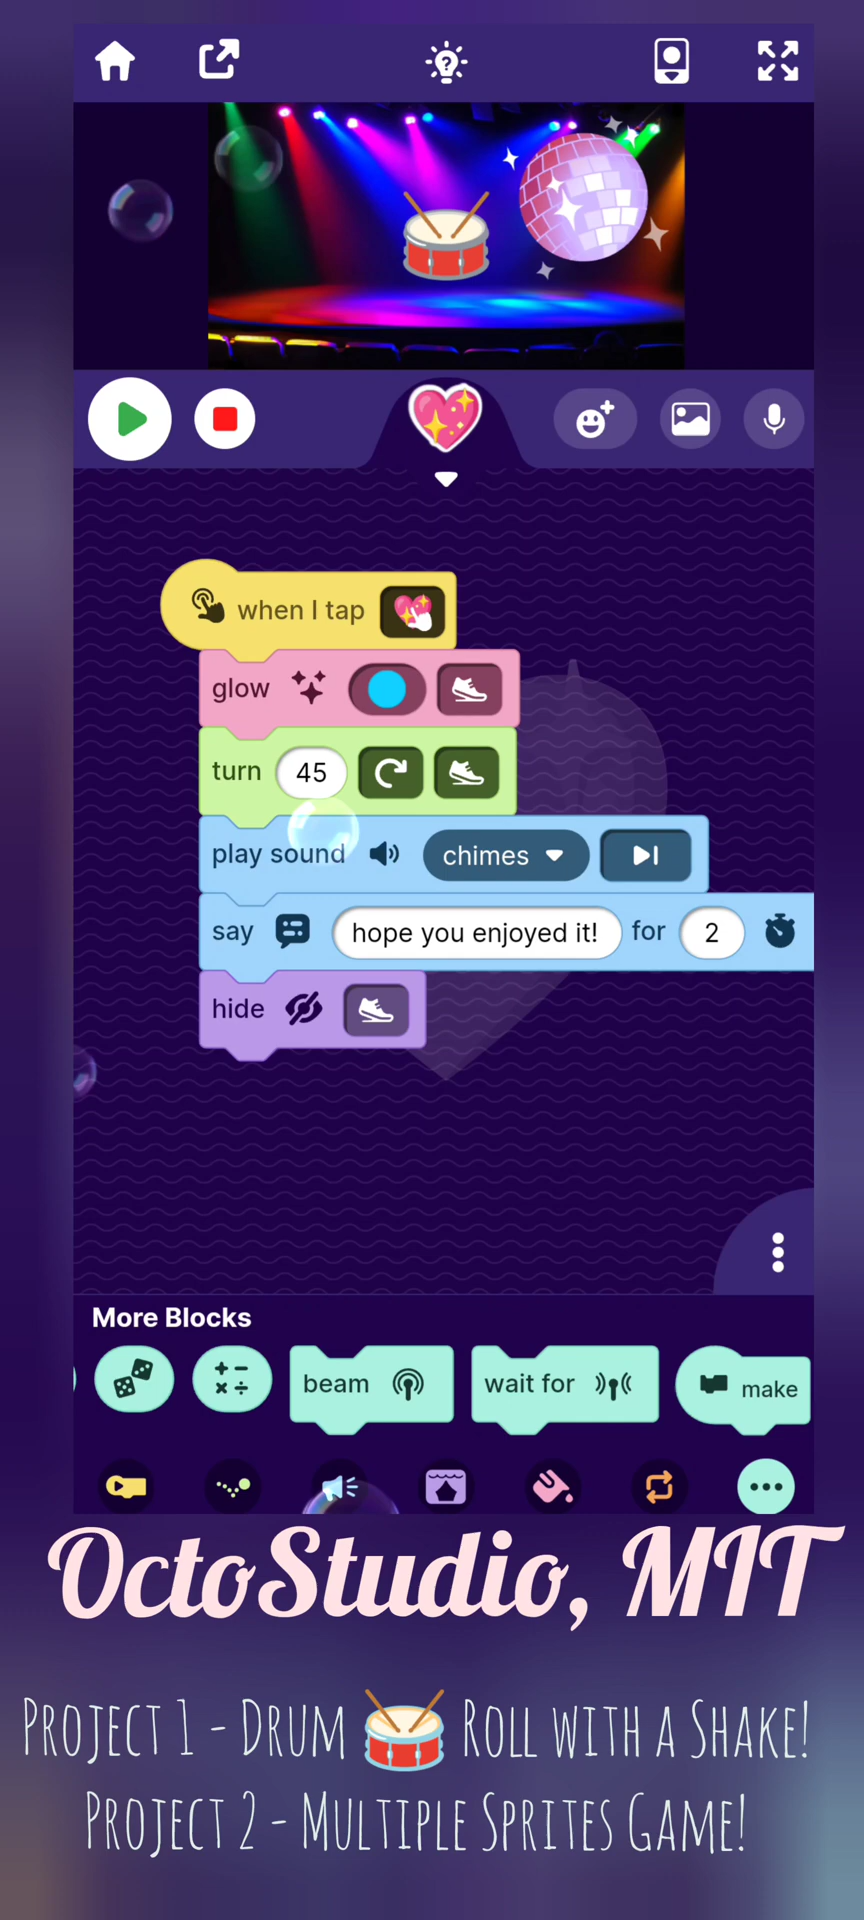 when I tap
glow
turn 45
play sound chimes
say hope you enjoyed it! for 2
hide
More Blocks
beam wait for make
OctoStudio, MIT
Project 1 - Drum Roll with a Shake!
Project 2 - Multiple Sprites Game!